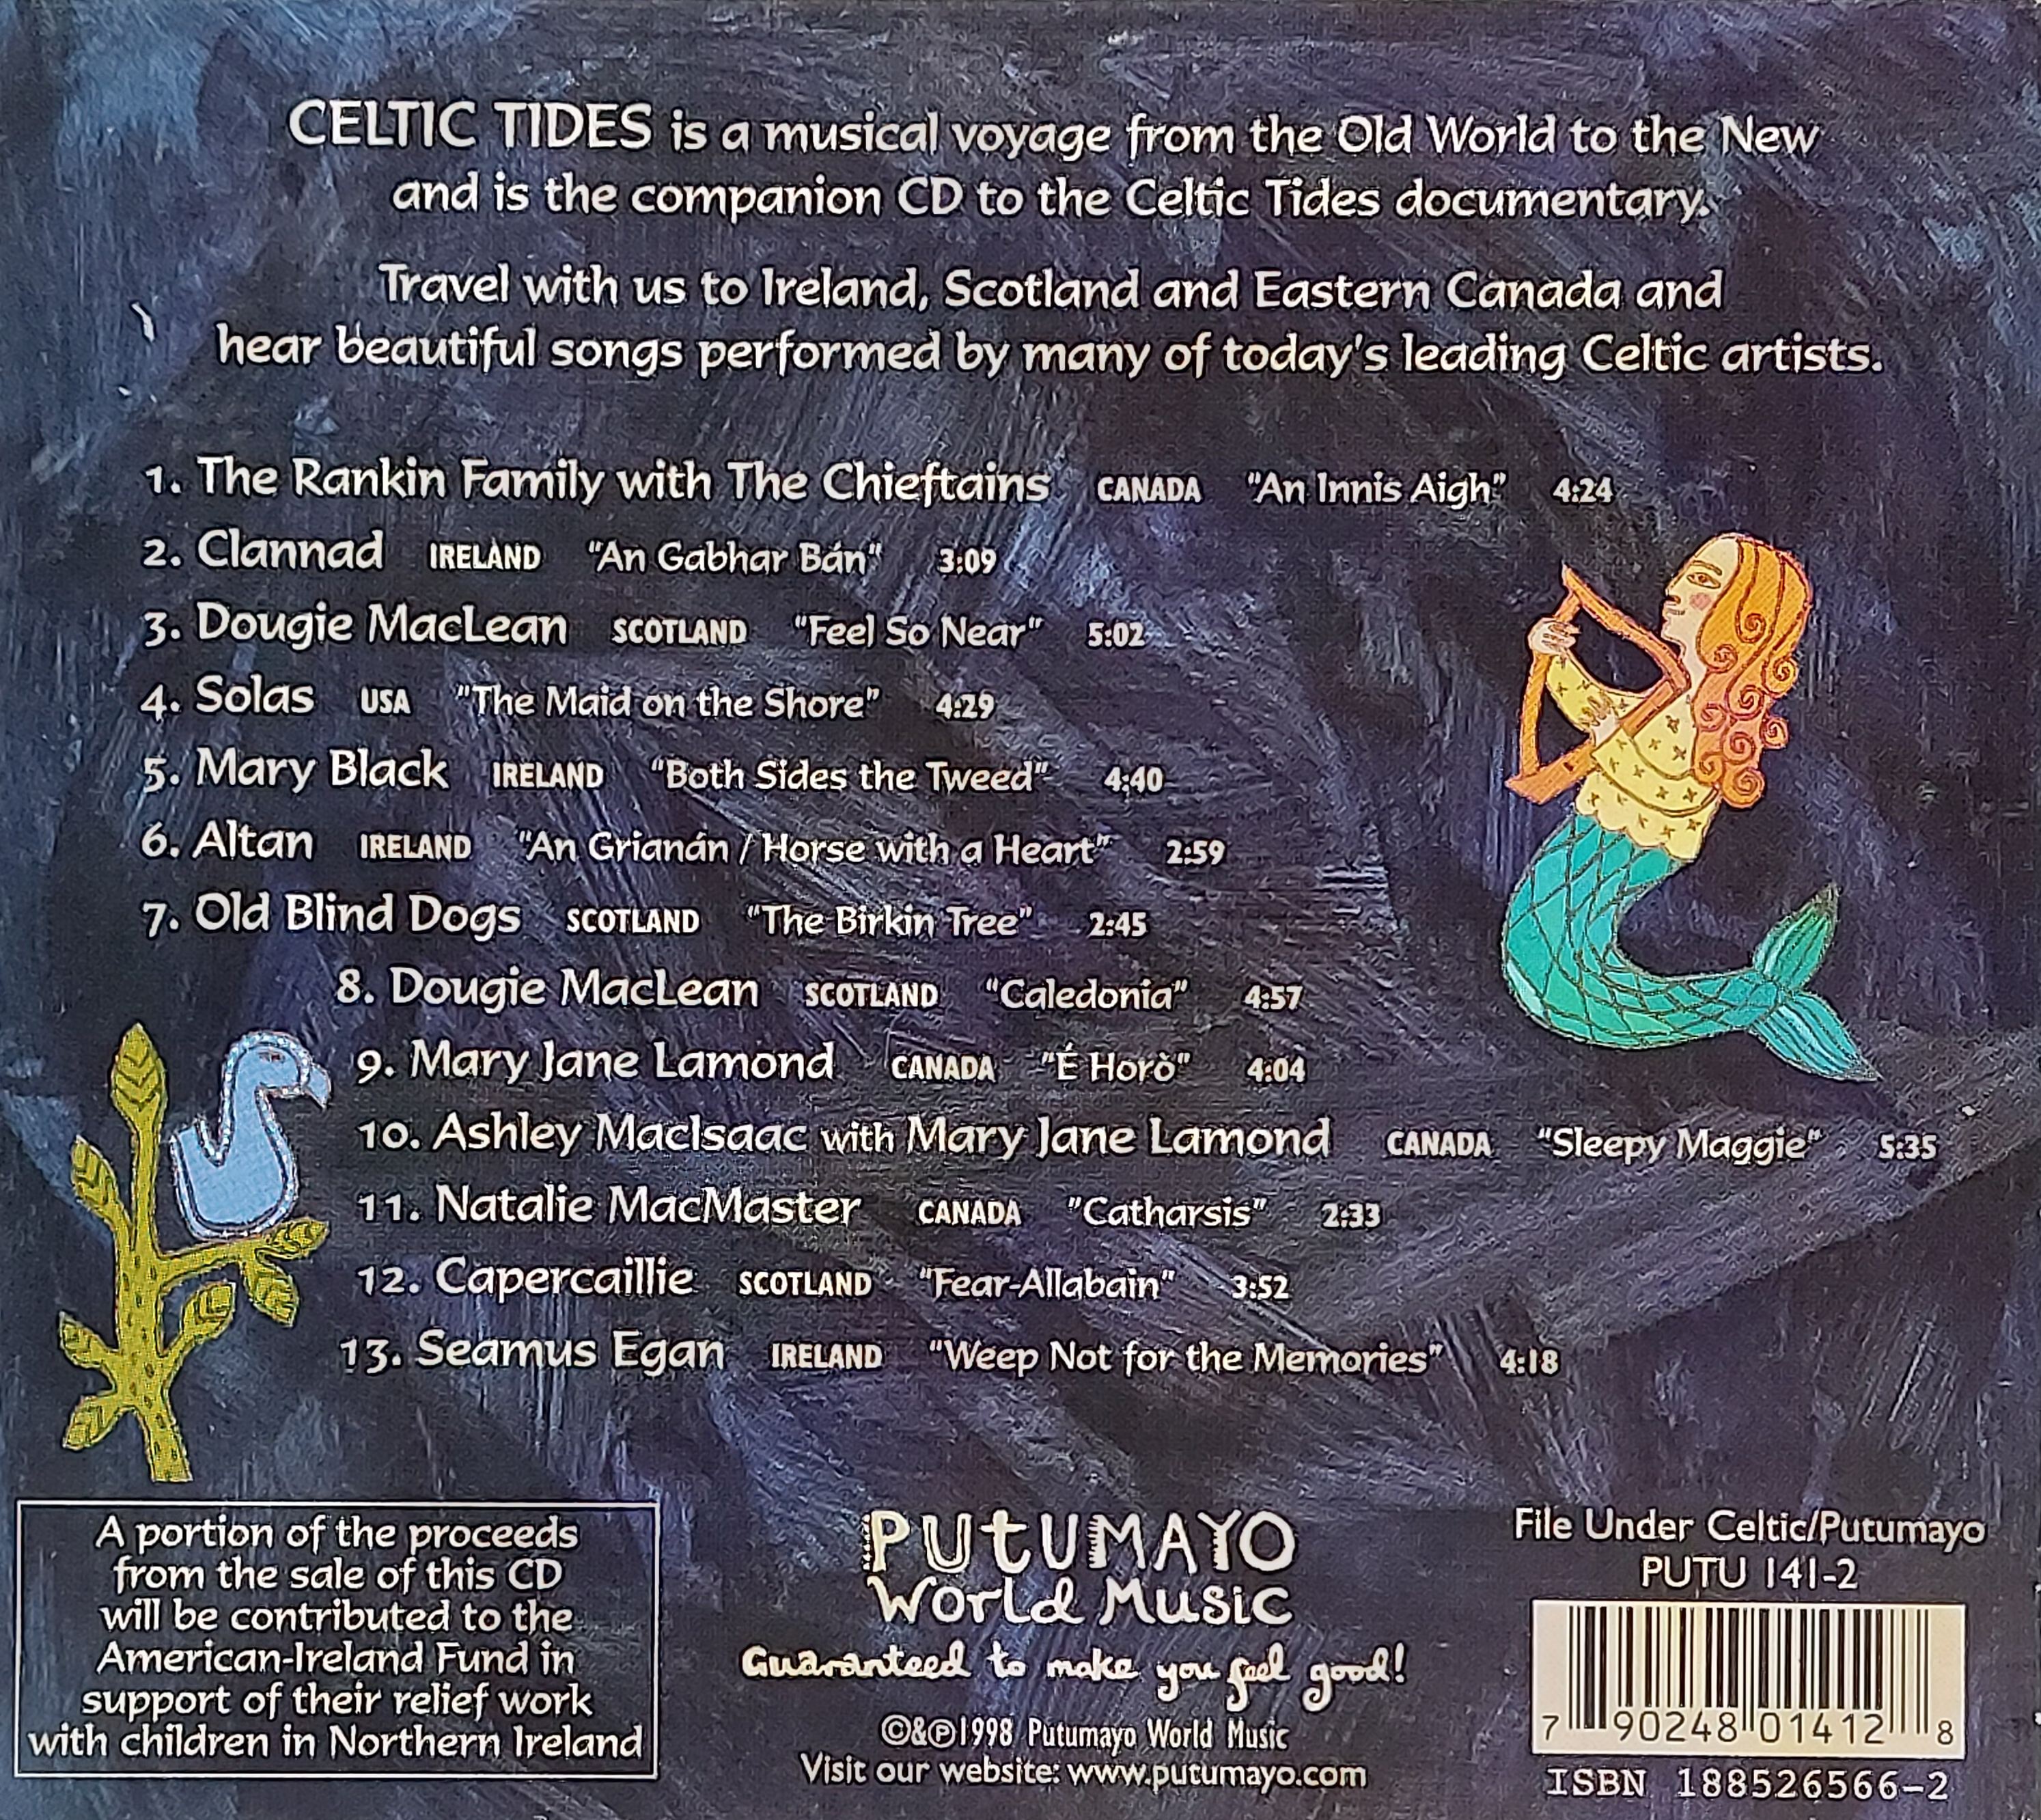 CELTIC TIDES is a musical voyage from the Old World to the New
and is the companion CD to the Celtic Tides documentary.
Travel with us to Ireland, Scotland and Eastern Canada and
hear beautiful songs performed by many of today's leading Celtic artists.
1. The Rankin Family with The Chieftains CANADA "An Innis Aigh" 4:24
2. Clannad IRELAND "An Gabhar Bán" 3:09
3. Dougie MacLean SCOTLAND "Feel So Near" 5:02
4. Solas USA "The Maid on the Shore" 4:29
5. Mary Black IRELAND "Both Sides the Tweed" 4:40
6. Altan IRELAND "An Grianán / Horse with a Heart" 2:59
7. Old Blind Dogs SCOTLAND "The Birkin Tree" 2:45
8. Dougie MacLean SCOTLAND "Caledonia" 4:57
9. Mary Jane Lamond CANADA "É Horò" 4:04
10. Ashley MacIsaac with Mary Jane Lamond CANADA "Sleepy Maggie" 5:35
11. Natalie MacMaster CANADA "Catharsis" 2:33
12. Capercaillie SCOTLAND "Fear-Allabain" 3:52
13. Seamus Egan IRELAND "Weep Not for the Memories" 4:18
A portion of the proceeds
from the sale of this CD
will be contributed to the
American-Ireland Fund in
support of their relief work
with children in Northern Ireland
PUTUMAYO
World Music
Guaranteed to make you feel good!
©&℗1998 Putumayo World Music
Visit our website: www.putumayo.com
File Under Celtic/Putumayo
PUTU 141-2
7 90248 01412 8
ISBN 188526566-2